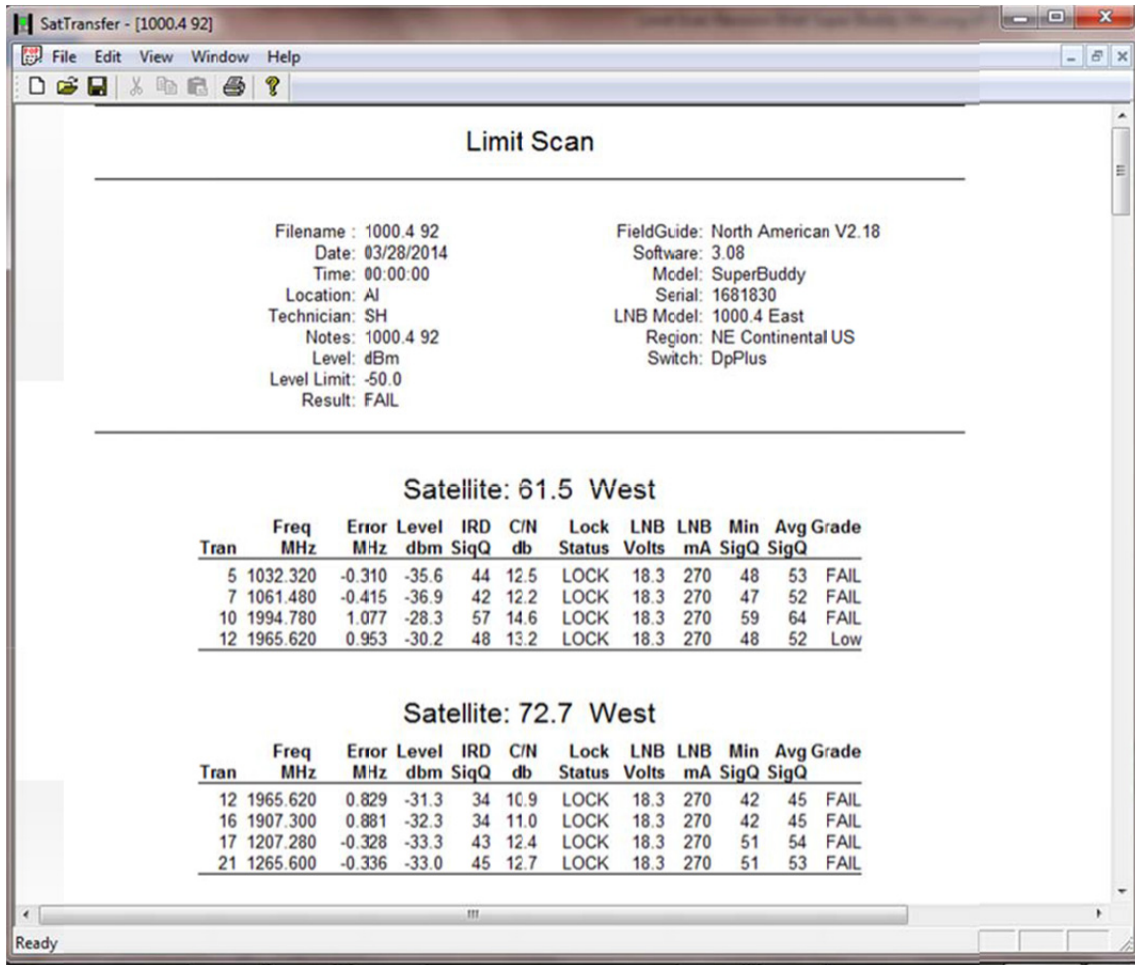 SatTransfer - [1000.4 92]
File Edit View Window Help
Limit Scan
Filename : 1000.4 92
Date: 03/28/2014
Time: 00:00:00
Location: Al
Technician: SH
Notes: 1000.4 92
Level: dBm
Level Limit: -50.0
Result: FAIL
FieldGuide: North American V2.18
Software: 3.08
Model: SuperBuddy
Serial: 1681830
LNB Model: 1000.4 East
Region: NE Continental US
Switch: DpPlus
Satellite: 61.5 West
Freq Error Level IRD C/N Lock LNB LNB Min Avg Grade
Tran MHz MHz dbm SigQ db Status Volts mA SigQ SigQ
5 1032.320 -0.310 -35.6 44 12.5 LOCK 18.3 270 48 53 FAIL
7 1061.480 -0.415 -36.9 42 12.2 LOCK 18.3 270 47 52 FAIL
10 1994.780 1.077 -28.3 57 14.6 LOCK 18.3 270 59 64 FAIL
12 1965.620 0.953 -30.2 48 13.2 LOCK 18.3 270 48 52 Low
Satellite: 72.7 West
Freq Error Level IRD C/N Lock LNB LNB Min Avg Grade
Tran MHz MHz dbm SigQ db Status Volts mA SigQ SigQ
12 1965.620 0.829 -31.3 34 10.9 LOCK 18.3 270 42 45 FAIL
16 1907.300 0.881 -32.3 34 11.0 LOCK 18.3 270 42 45 FAIL
17 1207.280 -0.328 -33.3 43 12.4 LOCK 18.3 270 51 54 FAIL
21 1265.600 -0.336 -33.0 45 12.7 LOCK 18.3 270 51 53 FAIL
Ready